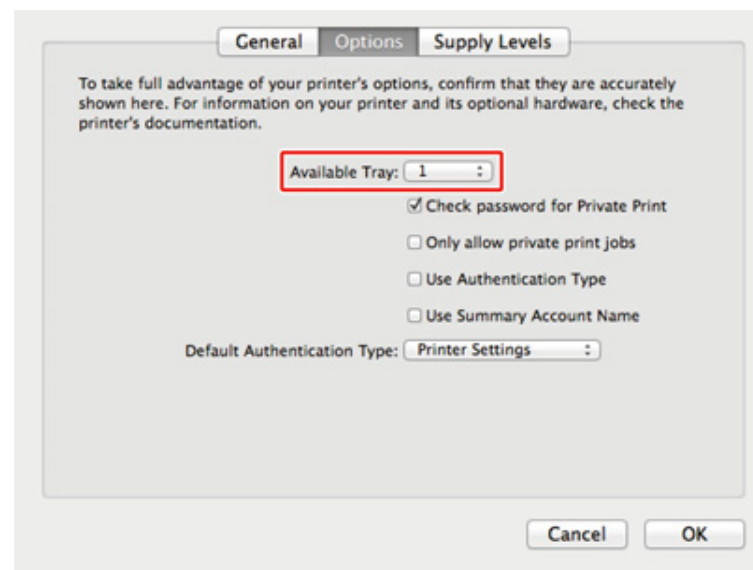 General Options Supply Levels
To take full advantage of your printer's options, confirm that they are accurately
shown here. For information on your printer and its optional hardware, check the
printer's documentation.
Available Tray: 1
Check password for Private Print
Only allow private print jobs
Use Authentication Type
Use Summary Account Name
Default Authentication Type: Printer Settings
Cancel OK